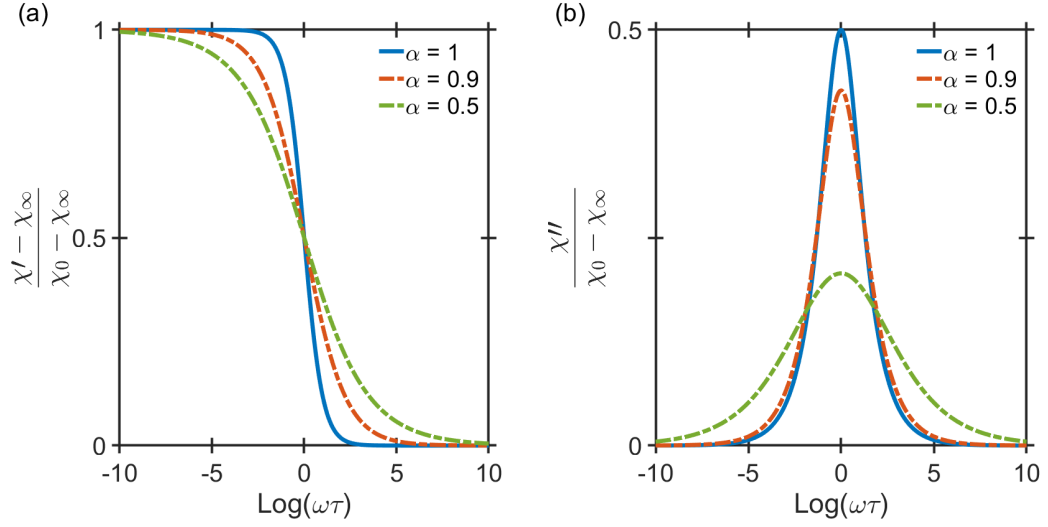 (a)
1
0.5
0
χ′ − χ∞
χ0 − χ∞
α = 1
α = 0.9
α = 0.5
-10 -5 0 5 10
Log(ωτ)
(b)
0.5
0
χ″
χ0 − χ∞
α = 1
α = 0.9
α = 0.5
-10 -5 0 5 10
Log(ωτ)